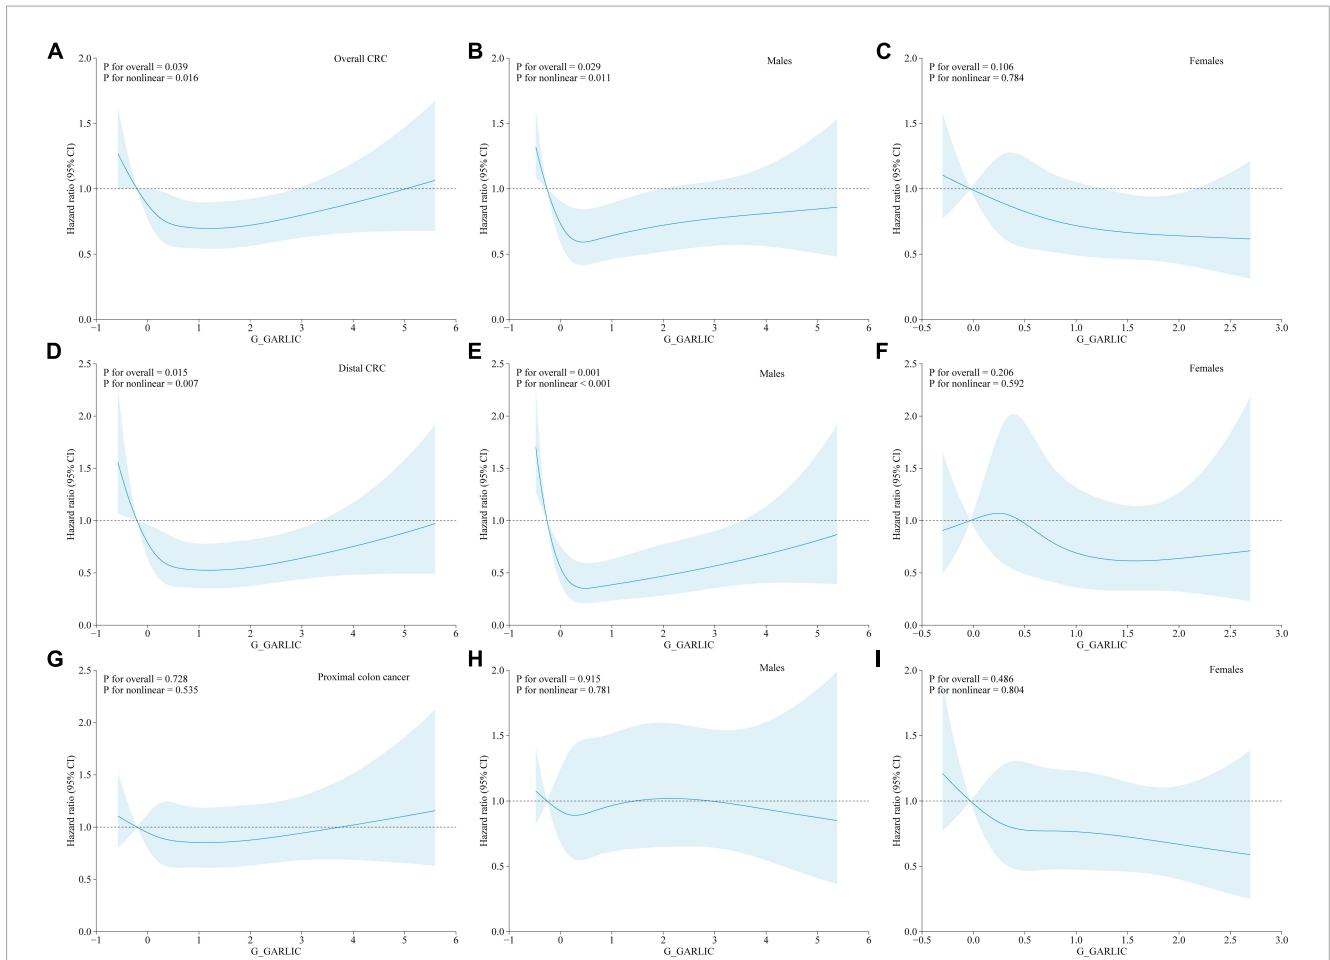 A
Overall CRC
P for overall = 0.039
P for nonlinear = 0.016
Hazard ratio (95% CI)
2.0
1.5
1.0
0.5
0.0
−1 0 1 2 3 4 5 6
G_GARLIC
B
Males
P for overall = 0.029
P for nonlinear = 0.011
Hazard ratio (95% CI)
2.0
1.5
1.0
0.5
0.0
−1 0 1 2 3 4 5 6
G_GARLIC
C
Females
P for overall = 0.106
P for nonlinear = 0.784
Hazard ratio (95% CI)
2.0
1.5
1.0
0.5
0.0
−0.5 0.0 0.5 1.0 1.5 2.0 2.5 3.0
G_GARLIC
D
Distal CRC
P for overall = 0.015
P for nonlinear = 0.007
Hazard ratio (95% CI)
2.5
2.0
1.5
1.0
0.5
0.0
−1 0 1 2 3 4 5 6
G_GARLIC
E
Males
P for overall = 0.001
P for nonlinear < 0.001
Hazard ratio (95% CI)
2.5
2.0
1.5
1.0
0.5
0.0
−1 0 1 2 3 4 5 6
G_GARLIC
F
Females
P for overall = 0.206
P for nonlinear = 0.592
Hazard ratio (95% CI)
2.5
2.0
1.5
1.0
0.5
0.0
−0.5 0.0 0.5 1.0 1.5 2.0 2.5 3.0
G_GARLIC
G
Proximal colon cancer
P for overall = 0.728
P for nonlinear = 0.535
Hazard ratio (95% CI)
2.5
2.0
1.5
1.0
0.5
0.0
−1 0 1 2 3 4 5 6
G_GARLIC
H
Males
P for overall = 0.915
P for nonlinear = 0.781
Hazard ratio (95% CI)
2.0
1.5
1.0
0.5
0.0
−1 0 1 2 3 4 5 6
G_GARLIC
I
Females
P for overall = 0.486
P for nonlinear = 0.804
Hazard ratio (95% CI)
2.0
1.5
1.0
0.5
0.0
−0.5 0.0 0.5 1.0 1.5 2.0 2.5 3.0
G_GARLIC